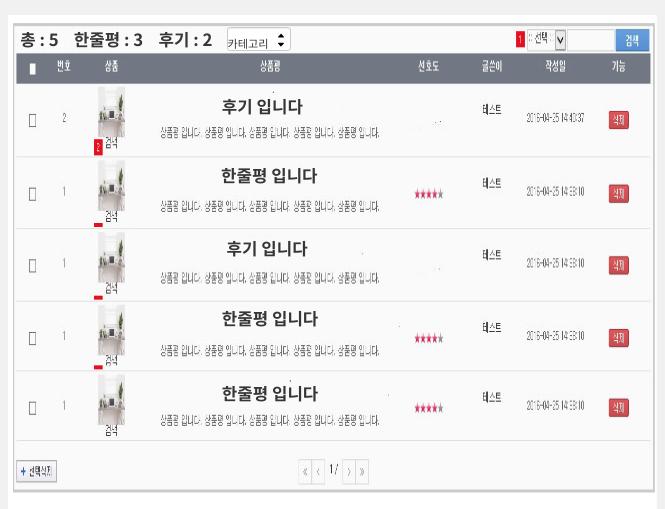 총 : 5 한줄평 : 3 후기 : 2 카테고리 1 :: 선택 :: 검색
번호 상품 상품평 선호도 글쓴이 작성일 기능
후기 입니다
2 테스트 2016-04-25 14:43:37 삭제
상품평 입니다. 상품평 입니다. 상품평 입니다. 상품평 입니다. 상품평 입니다.
2 검색
한줄평 입니다
1 ★★★★★ 테스트 2016-04-25 14:38:10 삭제
상품평 입니다. 상품평 입니다. 상품평 입니다. 상품평 입니다. 상품평 입니다.
검색
후기 입니다
1 테스트 2016-04-25 14:38:10 삭제
상품평 입니다. 상품평 입니다. 상품평 입니다. 상품평 입니다. 상품평 입니다.
검색
한줄평 입니다
1 ★★★★★ 테스트 2016-04-25 14:38:10 삭제
상품평 입니다. 상품평 입니다. 상품평 입니다. 상품평 입니다. 상품평 입니다.
검색
한줄평 입니다
1 ★★★★★ 테스트 2016-04-25 14:38:10 삭제
상품평 입니다. 상품평 입니다. 상품평 입니다. 상품평 입니다. 상품평 입니다.
검색
+ 선택삭제 « ‹ 1 / › »